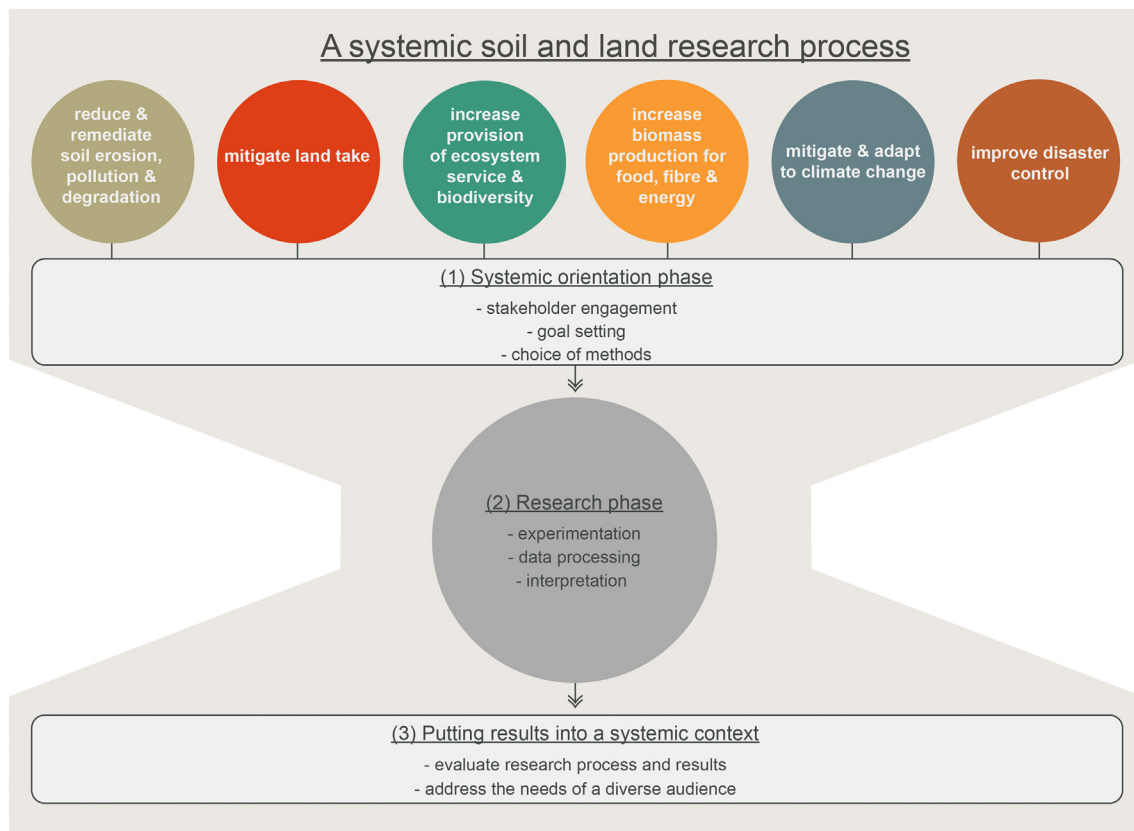 A systemic soil and land research process
reduce &
remediate
soil erosion,
pollution &
degradation
mitigate land take
increase
provision
of ecosystem
service &
biodiversity
increase
biomass
production for
food, fibre &
energy
mitigate & adapt
to climate change
improve disaster
control
(1) Systemic orientation phase
- stakeholder engagement
- goal setting
- choice of methods
(2) Research phase
- experimentation
- data processing
- interpretation
(3) Putting results into a systemic context
- evaluate research process and results
- address the needs of a diverse audience